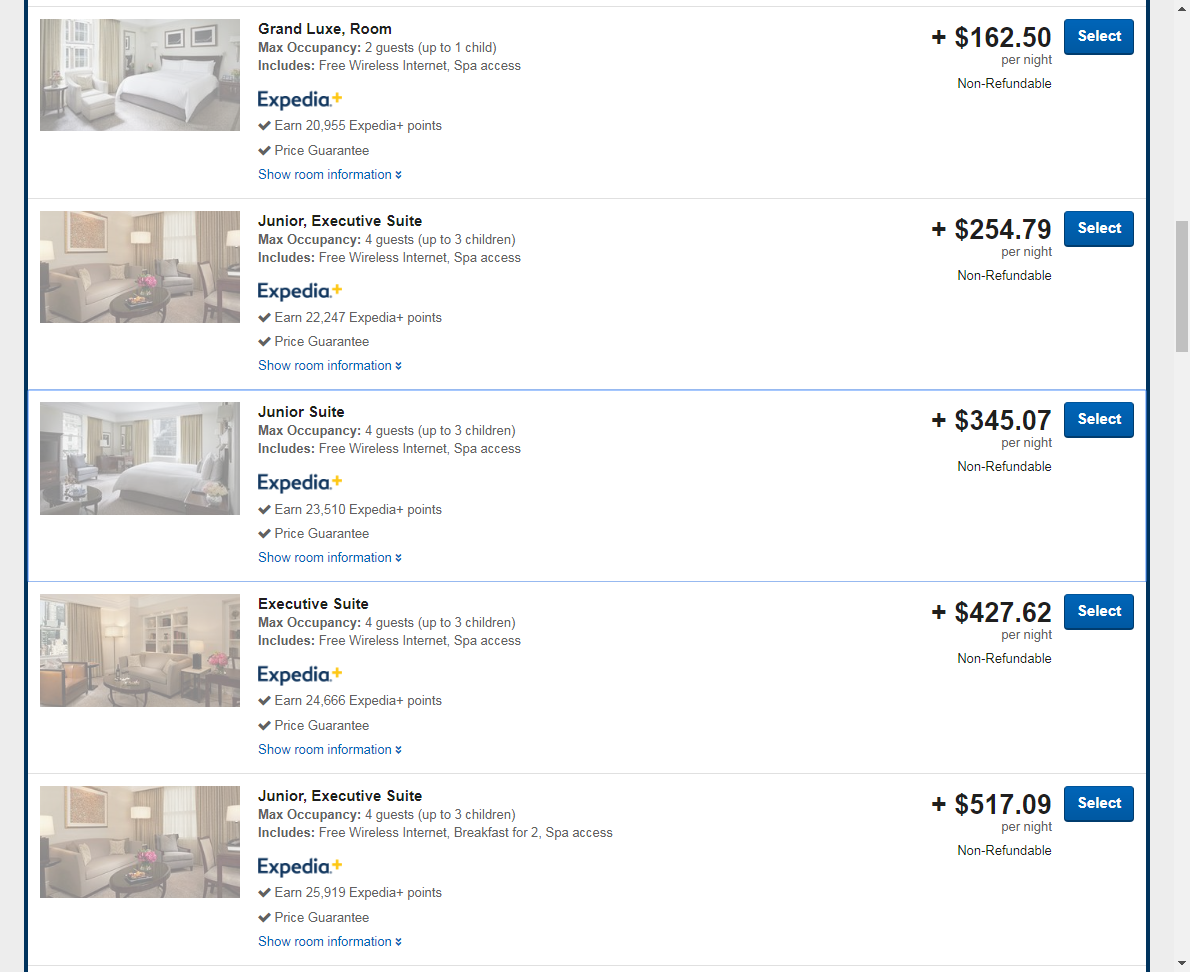 Grand Luxe, Room
Max Occupancy: 2 guests (up to 1 child)
Includes: Free Wireless Internet, Spa access
Expedia.+
Earn 20,955 Expedia+ points
Price Guarantee
Show room information
+ $162.50
per night
Non-Refundable
Select
Junior, Executive Suite
Max Occupancy: 4 guests (up to 3 children)
Includes: Free Wireless Internet, Spa access
Expedia.+
Earn 22,247 Expedia+ points
Price Guarantee
Show room information
+ $254.79
per night
Non-Refundable
Select
Junior Suite
Max Occupancy: 4 guests (up to 3 children)
Includes: Free Wireless Internet, Spa access
Expedia.+
Earn 23,510 Expedia+ points
Price Guarantee
Show room information
+ $345.07
per night
Non-Refundable
Select
Executive Suite
Max Occupancy: 4 guests (up to 3 children)
Includes: Free Wireless Internet, Spa access
Expedia.+
Earn 24,666 Expedia+ points
Price Guarantee
Show room information
+ $427.62
per night
Non-Refundable
Select
Junior, Executive Suite
Max Occupancy: 4 guests (up to 3 children)
Includes: Free Wireless Internet, Breakfast for 2, Spa access
Expedia.+
Earn 25,919 Expedia+ points
Price Guarantee
Show room information
+ $517.09
per night
Non-Refundable
Select